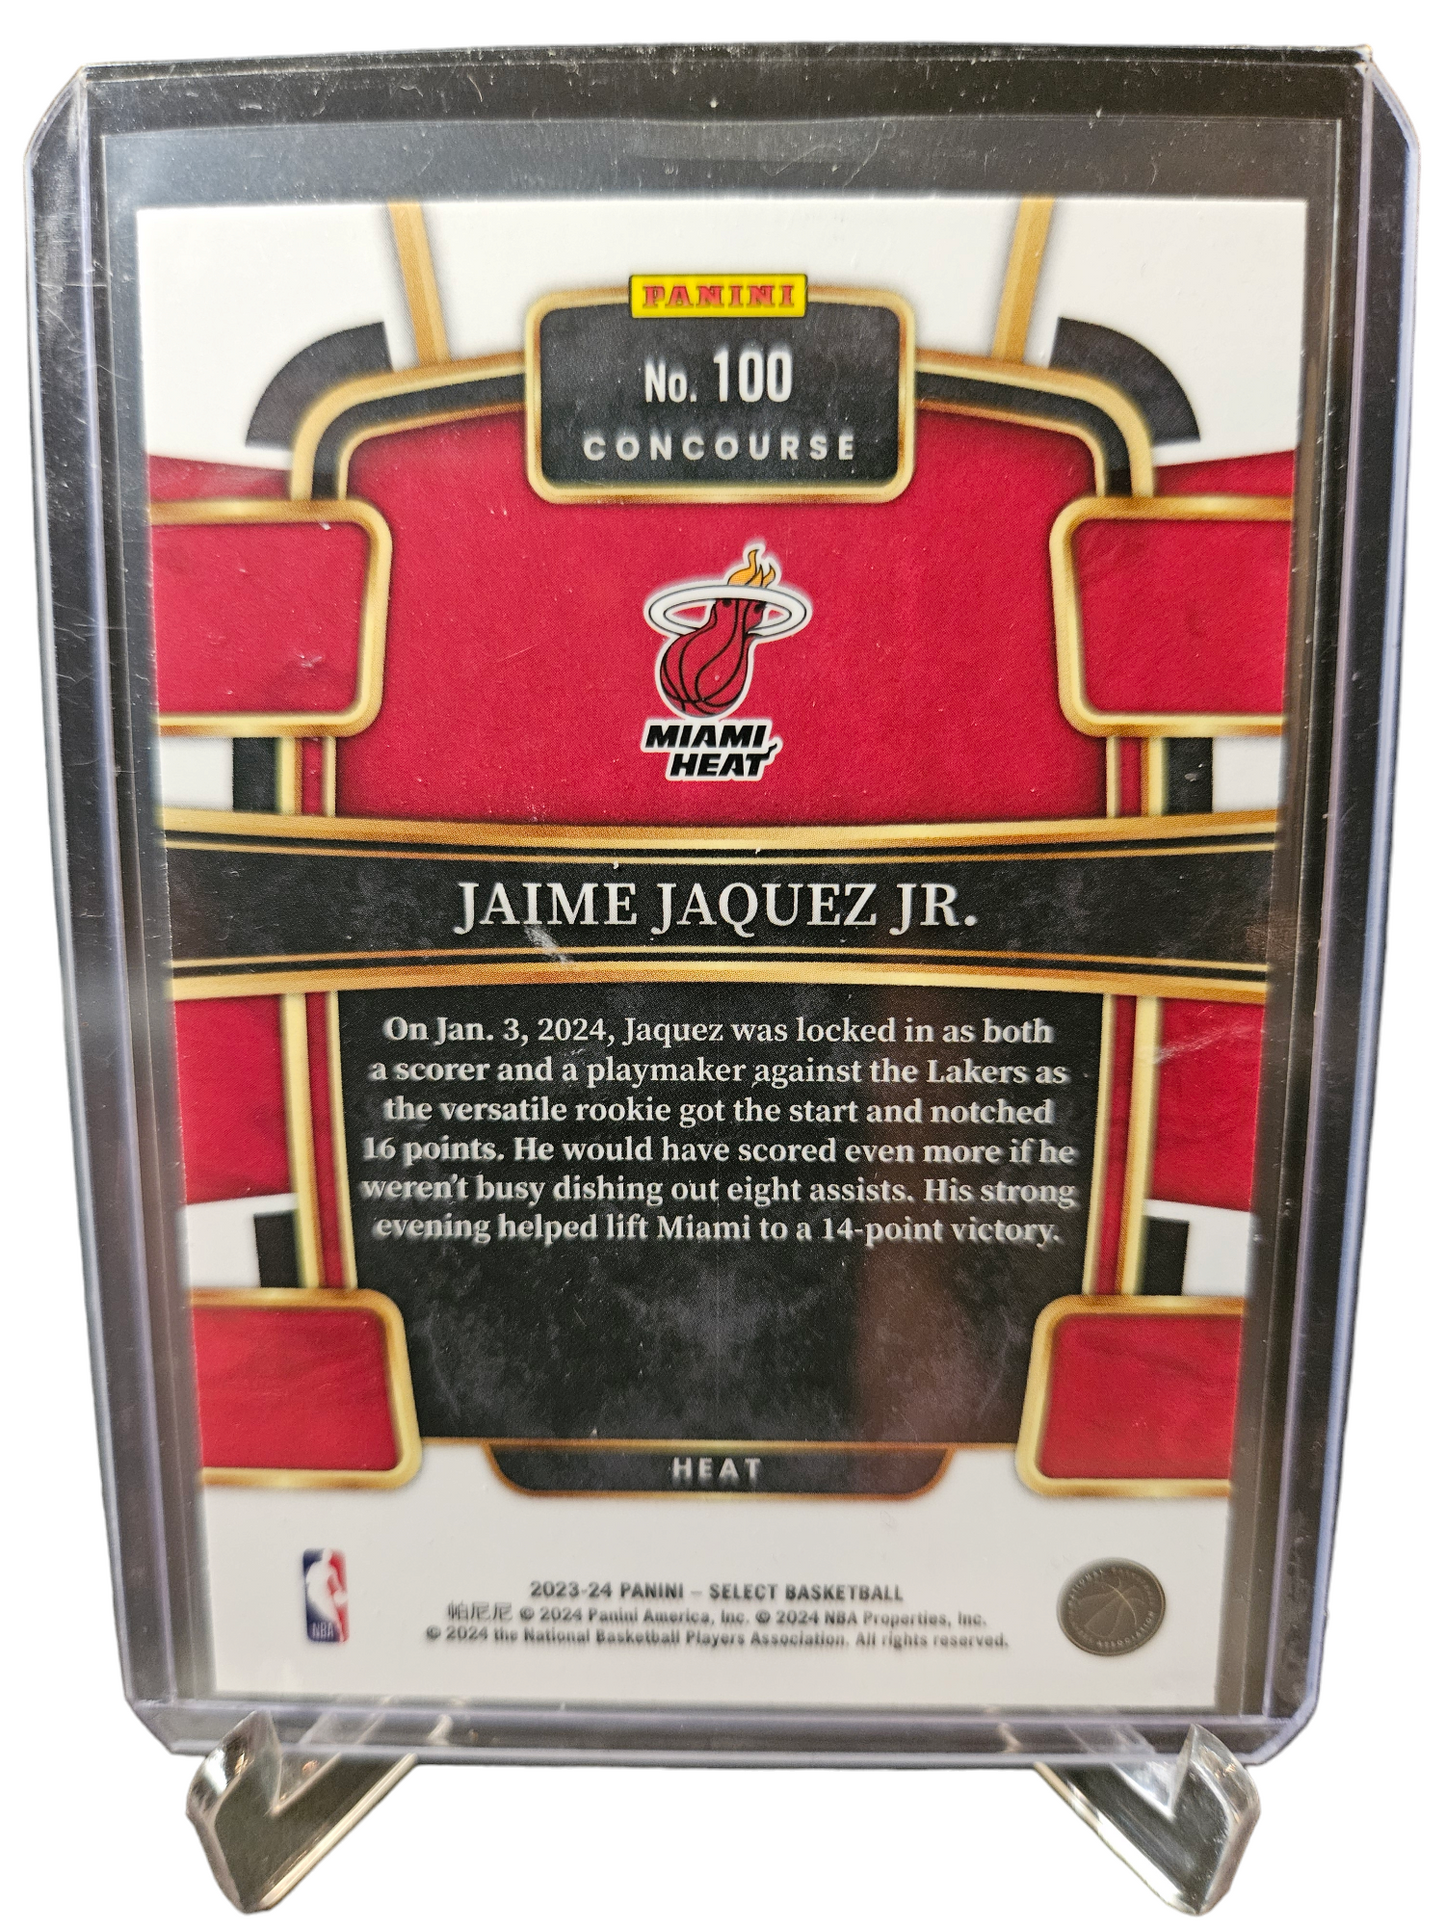 PANINI
No. 100
CONCOURSE
MIAMI
HEAT
JAIME JAQUEZ JR.
On Jan. 3, 2024, Jaquez was locked in as both
a scorer and a playmaker against the Lakers as
the versatile rookie got the start and notched
16 points. He would have scored even more if he
weren't busy dishing out eight assists. His strong
evening helped lift Miami to a 14-point victory.
HEAT
NBA
2023-24 PANINI – SELECT BASKETBALL
帕尼尼 © 2024 Panini America, Inc. © 2024 NBA Properties, Inc.
© 2024 the National Basketball Players Association. All rights reserved.